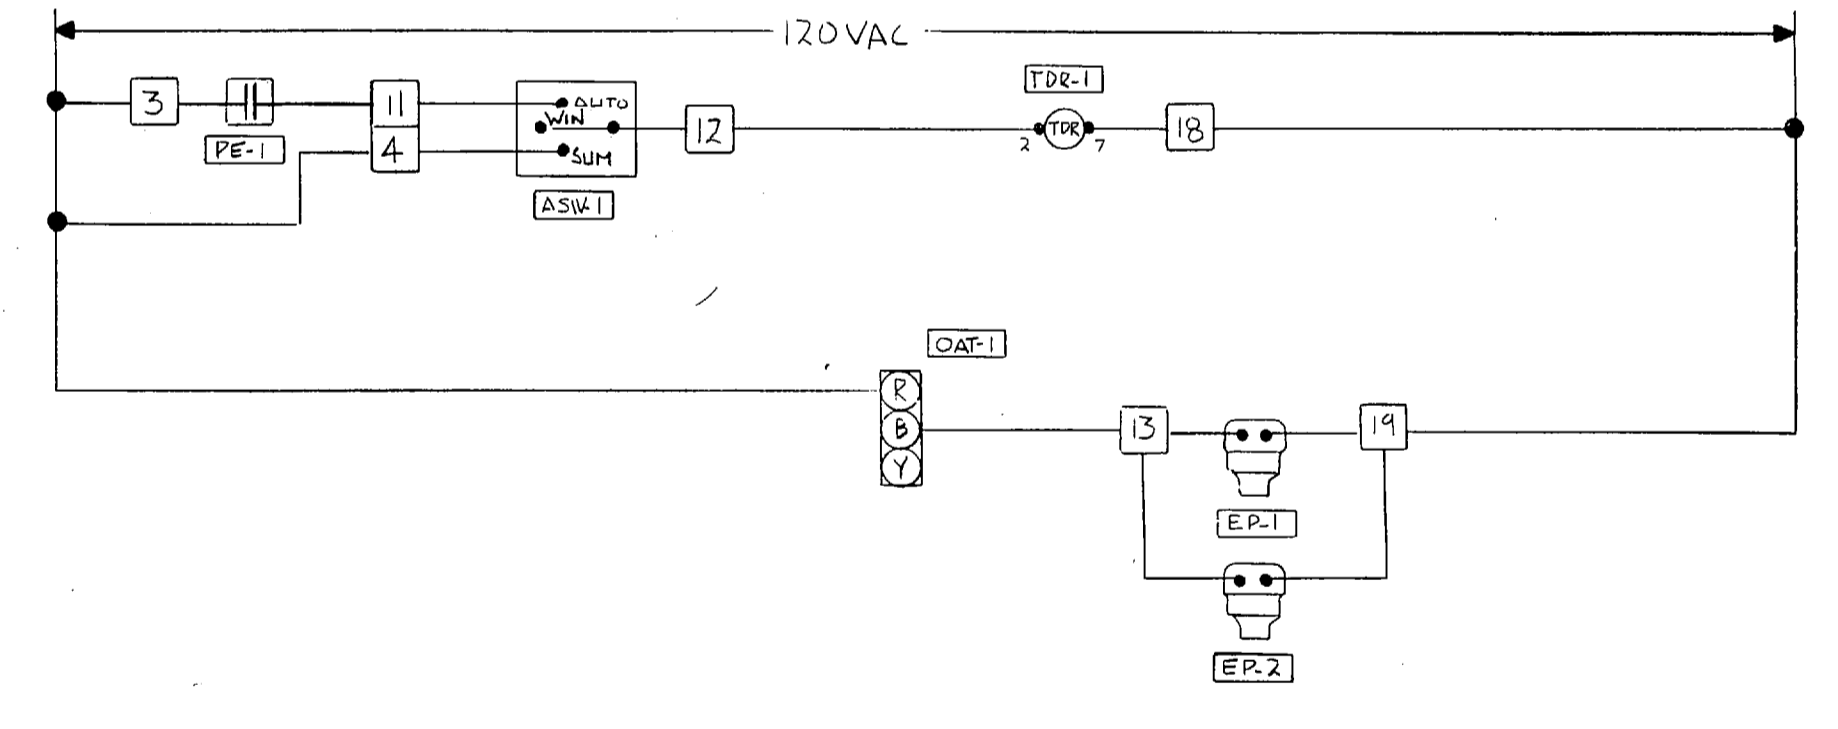 120VAC
TDR-1
3
11
AUTO
WIN
12
TDR
18
PE-1
4
SUM
2
7
ASW-1
OAT-1
R
B
13
19
Y
EP-1
EP-2